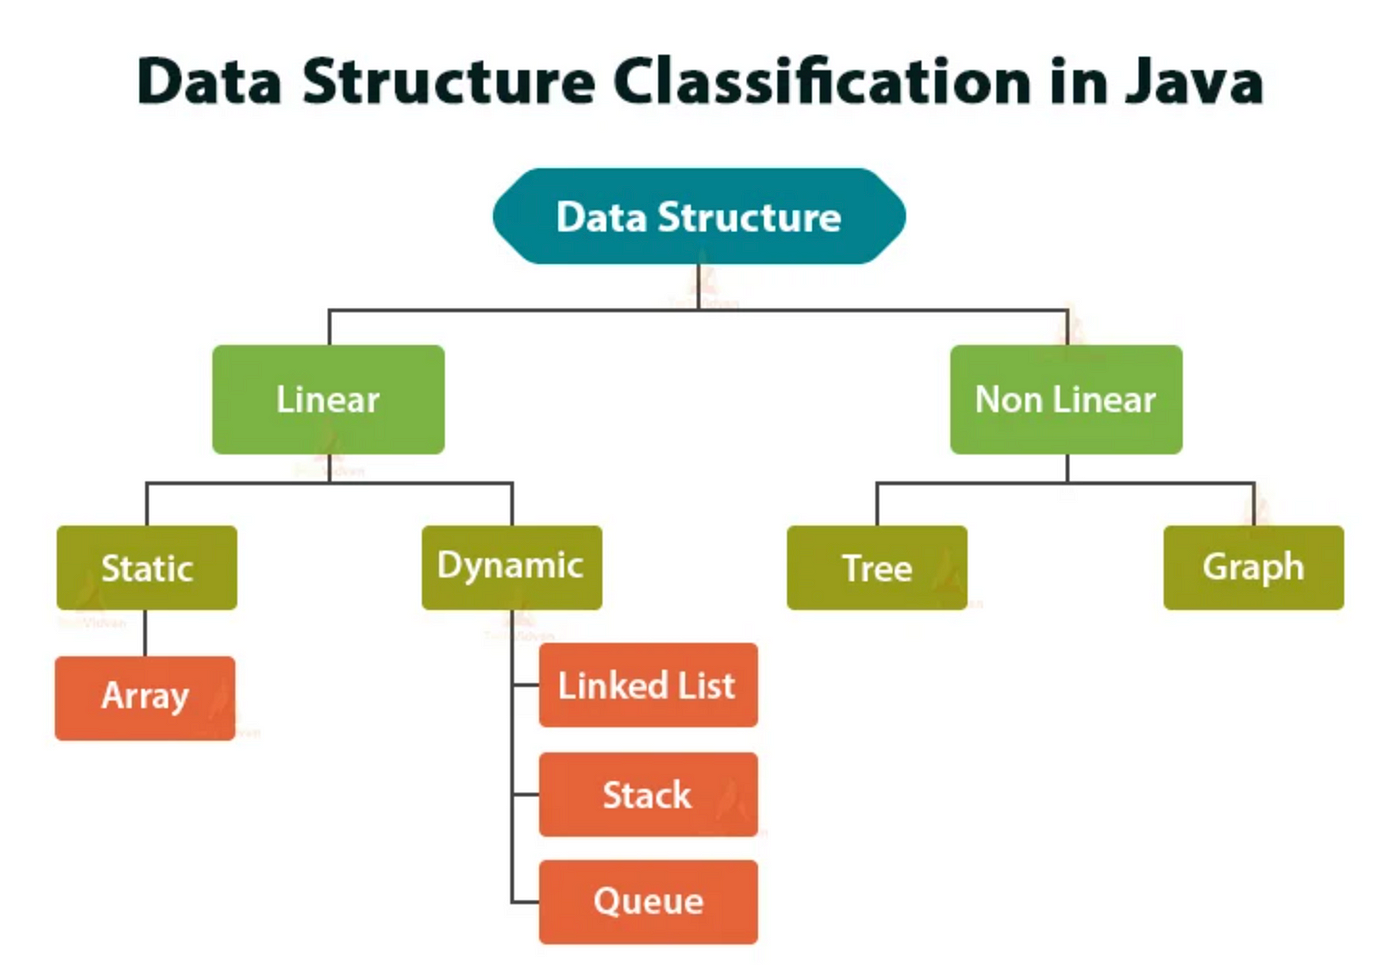 Data Structure Classification in Java
Data Structure
Linear
Non Linear
Static
Dynamic
Tree
Graph
Array
Linked List
Stack
Queue